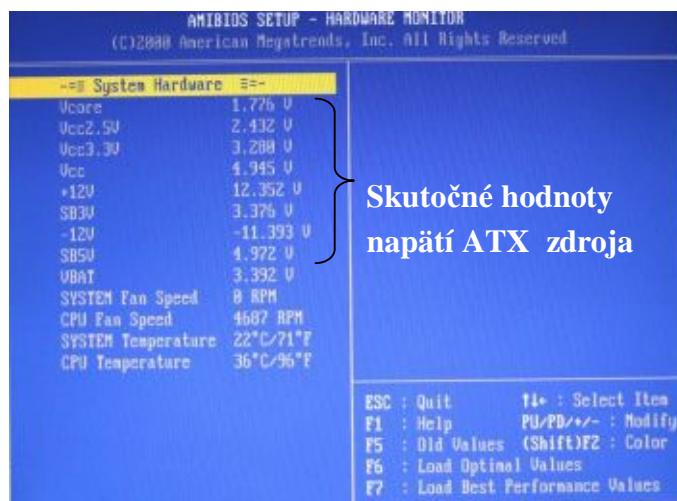 AMIBIOS SETUP - HARDWARE MONITOR
(C)2000 American Megatrends, Inc. All Rights Reserved
-=≡ System Hardware ≡=-
Vcore 1.776 V
Vcc2.5V 2.432 V
Vcc3.3V 3.280 V
Vcc 4.945 V
+12V 12.352 V
SB3V 3.376 V
-12V -11.393 V
SB5V 4.972 V
VBAT 3.392 V
SYSTEM Fan Speed 0 RPM
CPU Fan Speed 4687 RPM
SYSTEM Temperature 22°C/71°F
CPU Temperature 36°C/96°F
Skutočné hodnoty
napätí ATX zdroja
ESC : Quit ↑↓↔ : Select Item
F1 : Help PU/PD/+/- : Modify
F5 : Old Values (Shift)F2 : Color
F6 : Load Optimal Values
F7 : Load Best Performance Values